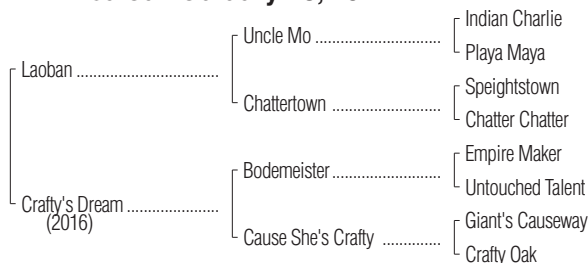 Indian Charlie
Uncle Mo
Playa Maya
Laoban
Speightstown
Chattertown
Chatter Chatter
Empire Maker
Bodemeister
Untouched Talent
Crafty's Dream
(2016)
Giant's Causeway
Cause She's Crafty
Crafty Oak